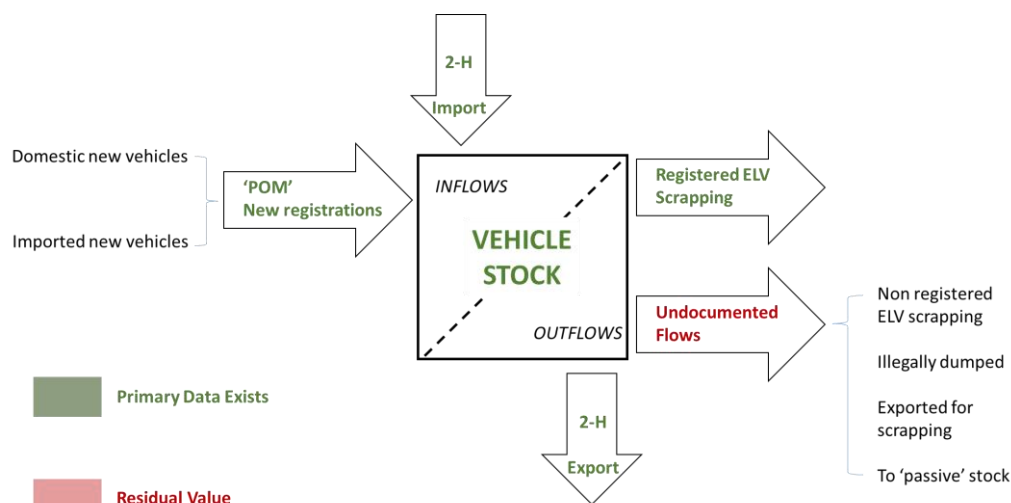 2-H
Import
Domestic new vehicles
Imported new vehicles
‘POM’
New registrations
INFLOWS
VEHICLE
STOCK
OUTFLOWS
Registered ELV
Scrapping
Undocumented
Flows
Non registered
ELV scrapping
Illegally dumped
Exported for
scrapping
To ‘passive’ stock
2-H
Export
Primary Data Exists
Residual Value